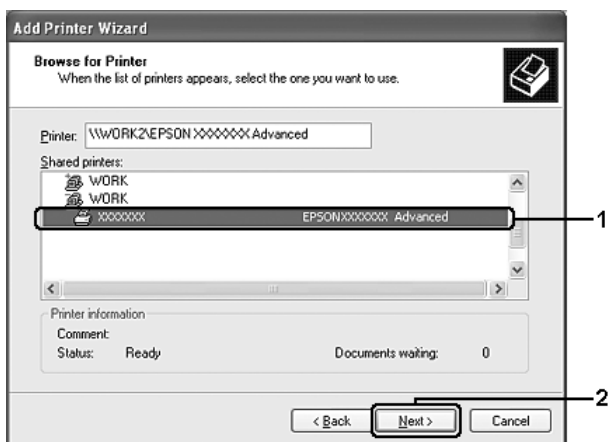 Add Printer Wizard
Browse for Printer
When the list of printers appears, select the one you want to use.
Printer: \\WORK2\EPSON XXXXXXX Advanced
Shared printers:
WORK
WORK
XXXXXXX EPSONXXXXXXX Advanced
1
Printer information
Comment:
Status: Ready Documents waiting: 0
2
< Back Next > Cancel